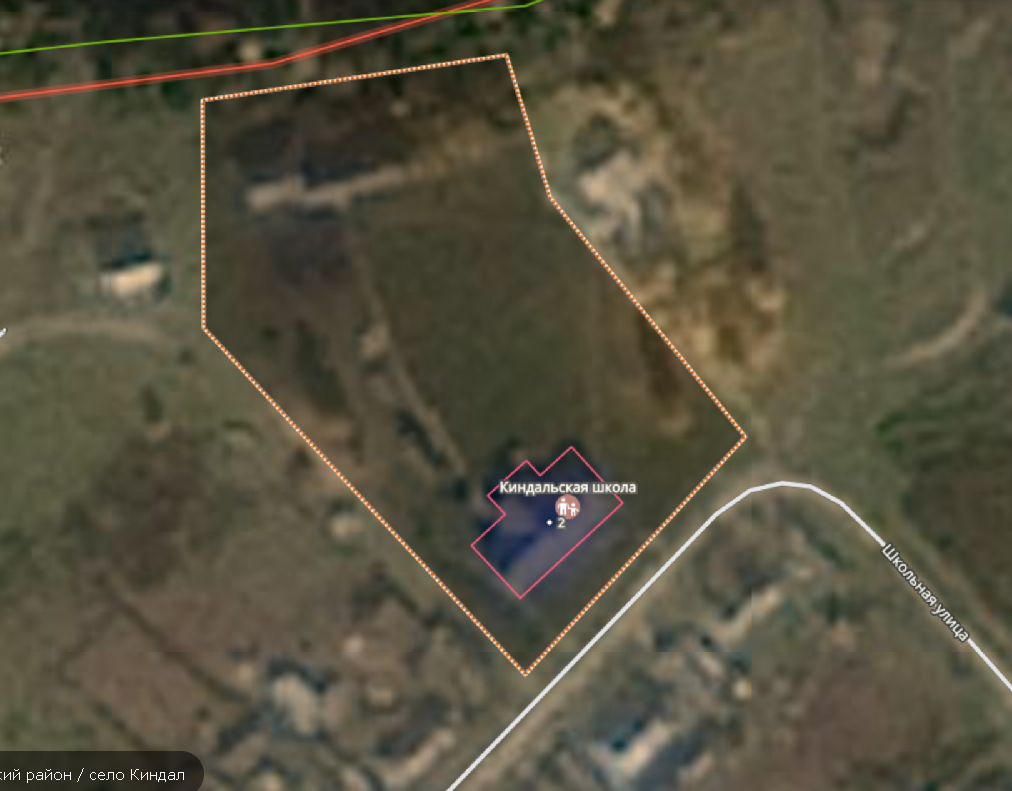 Киндальская школа
2
Школьная улица
кий район / село Киндал